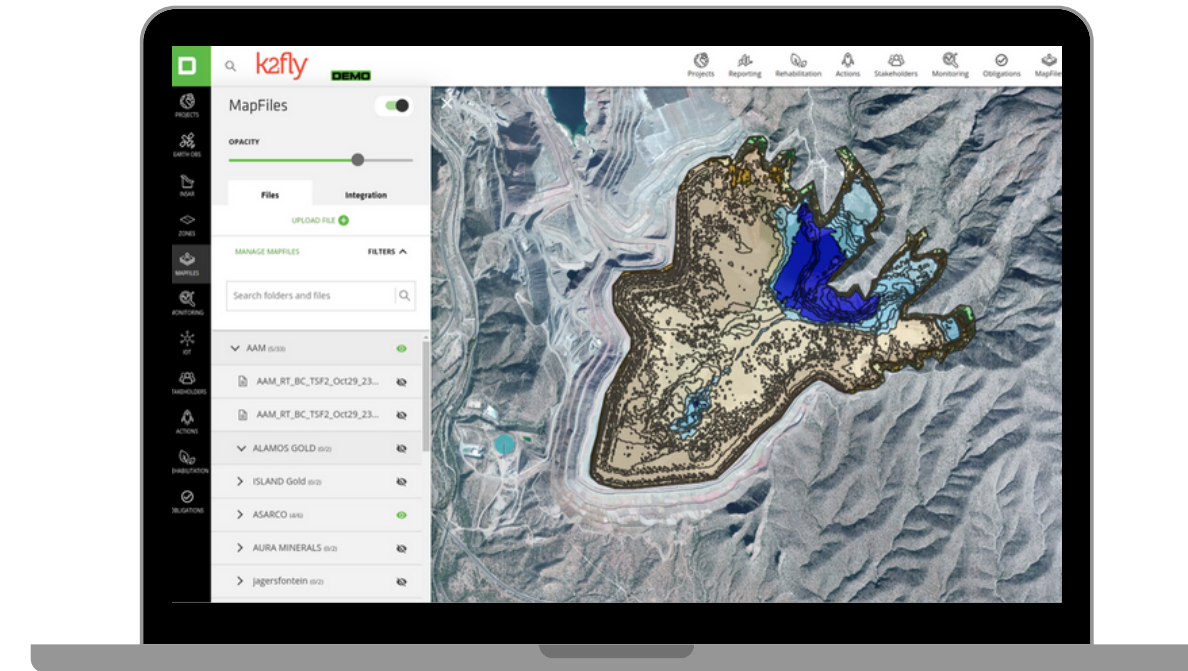 k2fly
DEMO
Projects Reporting Rehabilitation Actions Stakeholders Monitoring Obligations MapFile
PROJECTS
EARTH OBS
INSAR
ZONES
MAPFILES
MONITORING
IOT
TAKEHOLDERS
ACTIONS
EHABILITATION
OBLIGATIONS
MapFiles
OPACITY
Files Integration
UPLOAD FILE
MANAGE MAPFILES FILTERS
Search folders and files
AAM (5/33)
AAM_RT_BC_TSF2_Oct29_23...
AAM_RT_BC_TSF2_Oct29_23...
ALAMOS GOLD (0/2)
ISLAND Gold (0/2)
ASARCO (4/6)
AURA MINERALS (0/2)
jagersfontein (0/2)